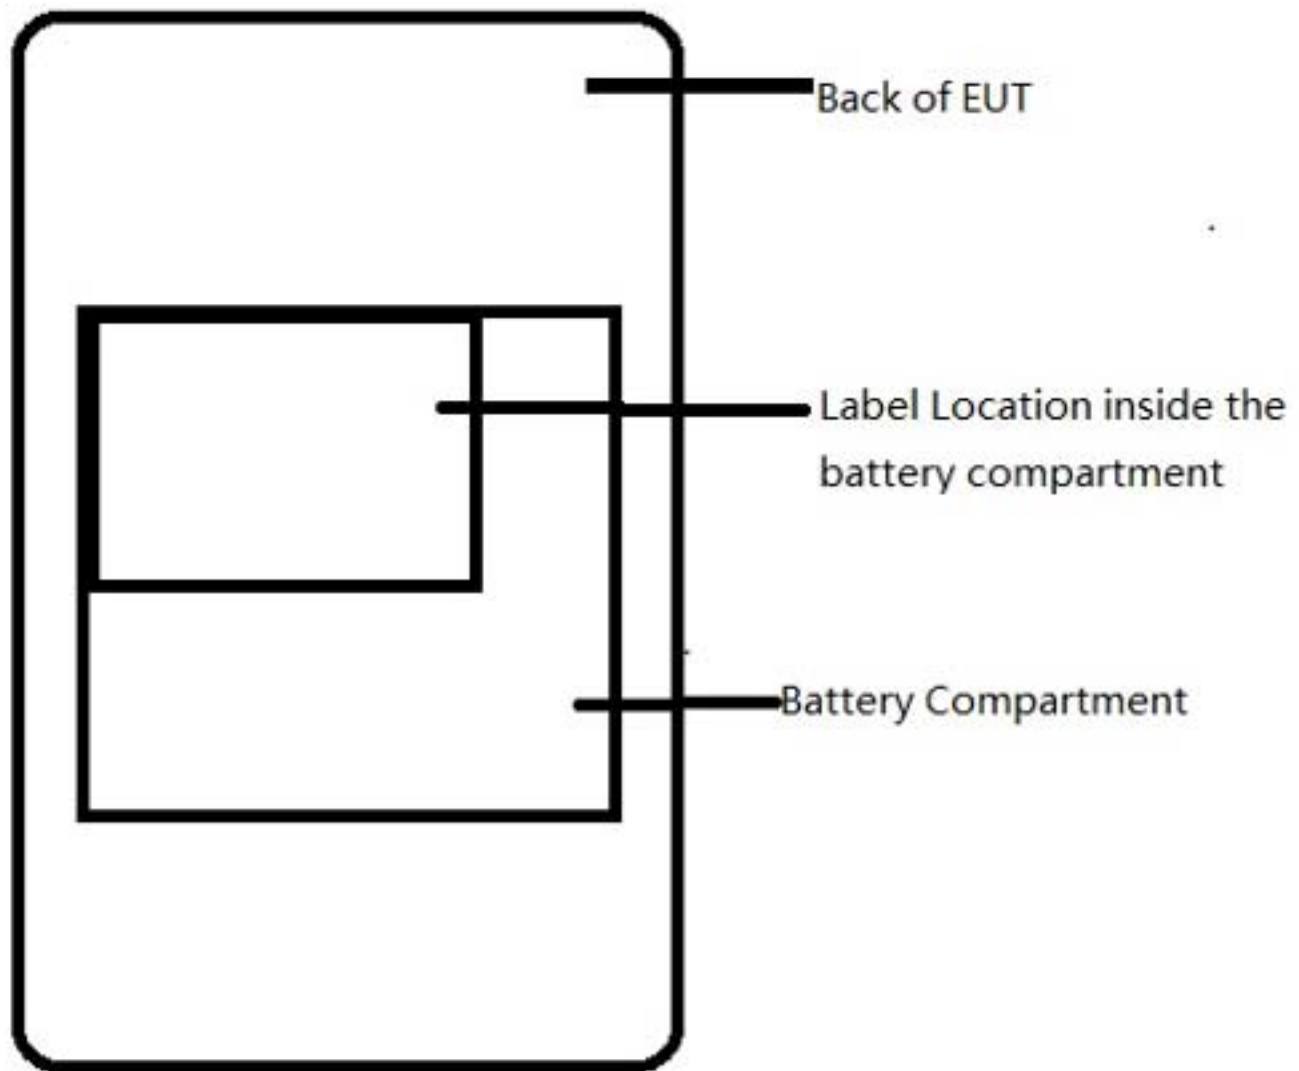 Back of EUT
Label Location inside the
battery compartment
Battery Compartment